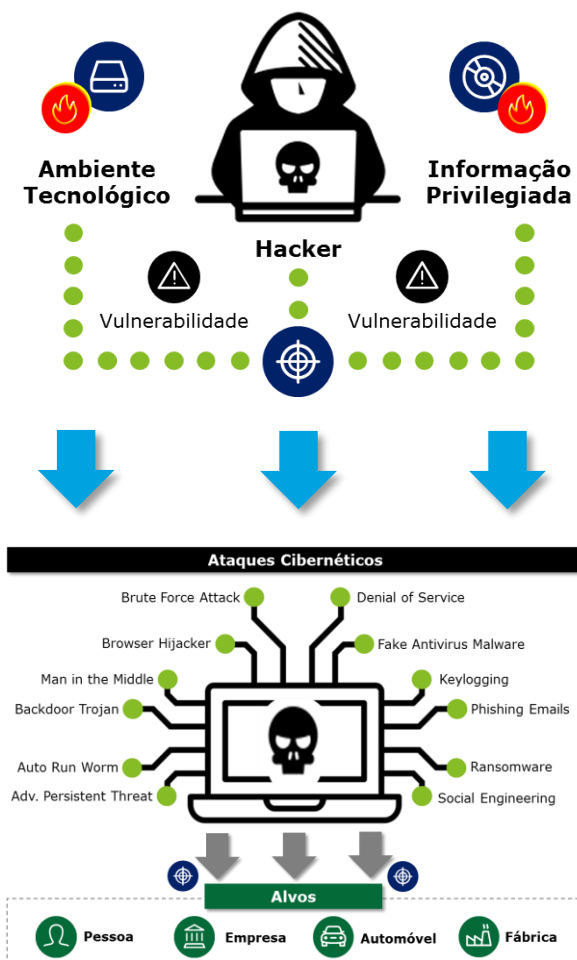 Ambiente
Tecnológico
Informação
Privilegiada
Hacker
Vulnerabilidade
Vulnerabilidade
Ataques Cibernéticos
Brute Force Attack
Denial of Service
Browser Hijacker
Fake Antivirus Malware
Man in the Middle
Keylogging
Backdoor Trojan
Phishing Emails
Auto Run Worm
Ransomware
Adv. Persistent Threat
Social Engineering
Alvos
Pessoa
Empresa
Automóvel
Fábrica